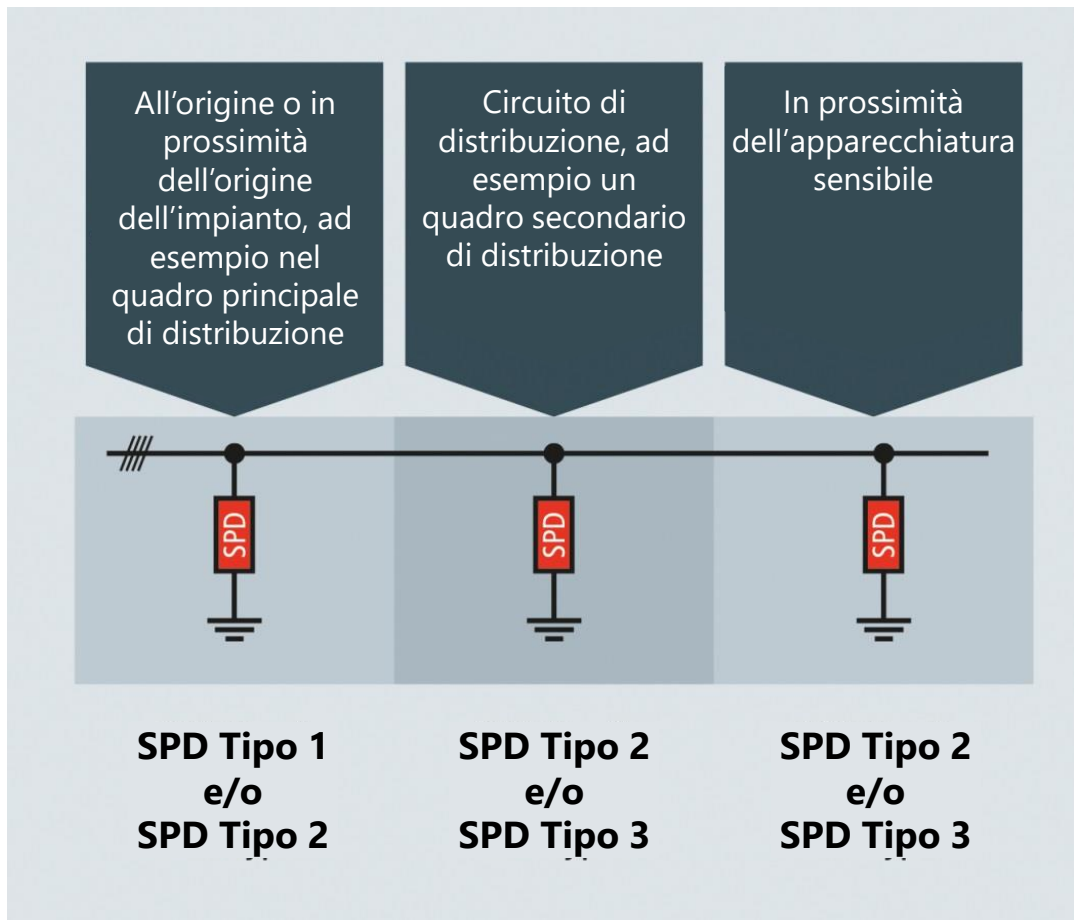 All’origine o in
prossimità
dell’origine
dell’impianto, ad
esempio nel
quadro principale
di distribuzione
Circuito di
distribuzione, ad
esempio un
quadro secondario
di distribuzione
In prossimità
dell’apparecchiatura
sensibile
SPD
SPD
SPD
SPD Tipo 1
e/o
SPD Tipo 2
SPD Tipo 2
e/o
SPD Tipo 3
SPD Tipo 2
e/o
SPD Tipo 3